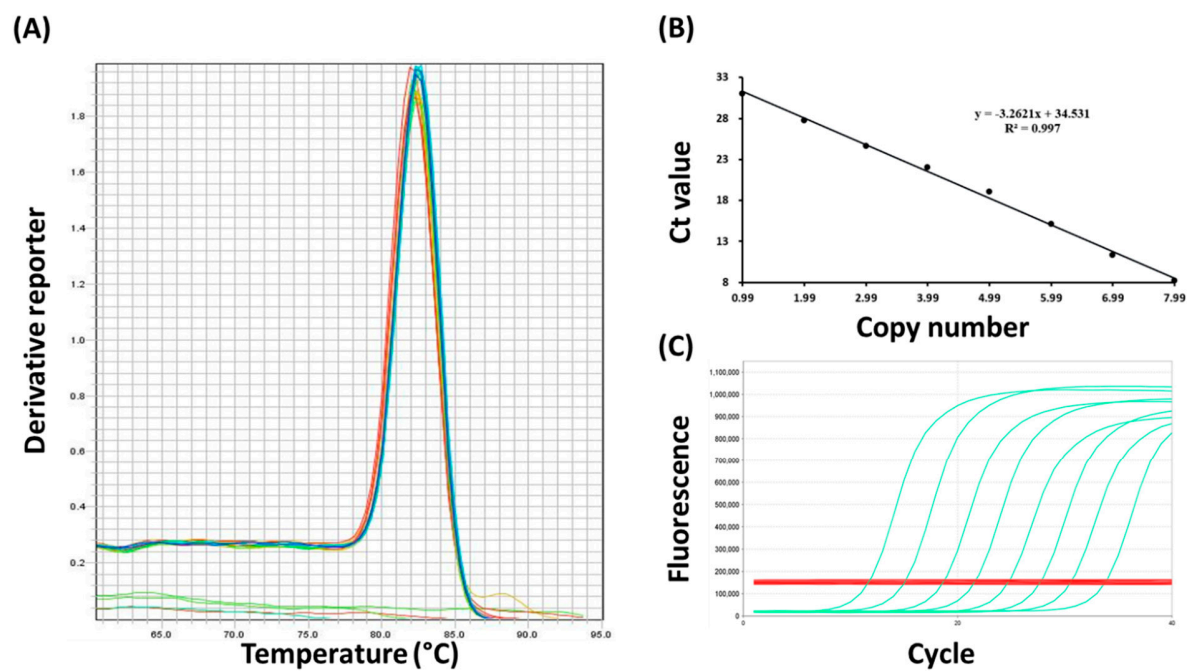 (A)
1.8
1.6
1.4
1.2
1.0
0.8
0.6
0.4
0.2
65.0 70.0 75.0 80.0 85.0 90.0 95.0
Derivative reporter
Temperature (°C)
(B)
33
28
23
18
13
8
0.99 1.99 2.99 3.99 4.99 5.99 6.99 7.99
y = -3.2621x + 34.531
R² = 0.997
Ct value
Copy number
(C)
1,100,000
1,000,000
900,000
800,000
700,000
600,000
500,000
400,000
300,000
200,000
100,000
0
0 20 40
Fluorescence
Cycle